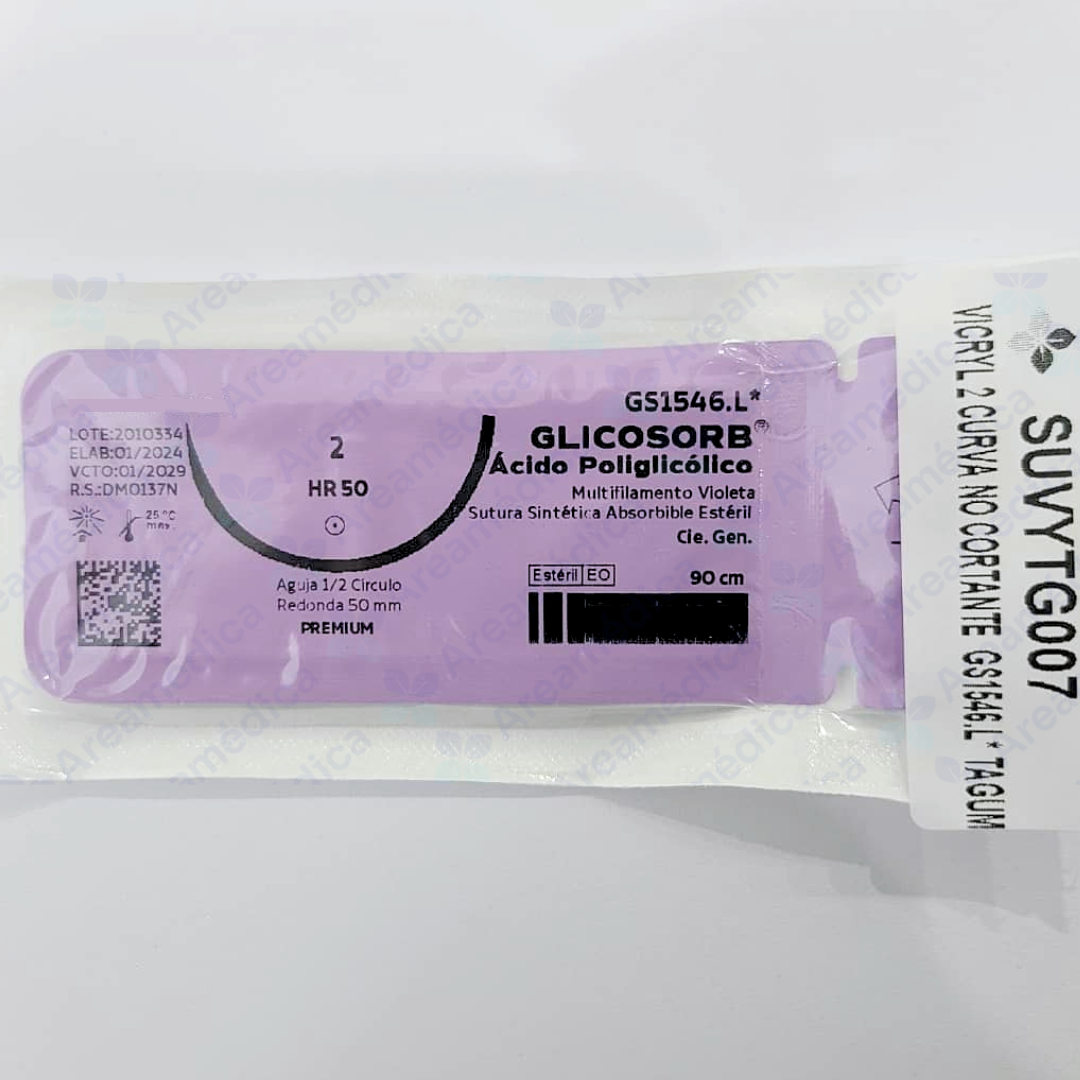 GS1546.L*
GLICOSORB®
Ácido Poliglicólico
Multifilamento Violeta
Sutura Sintética Absorbible Estéril
Cie. Gen.
Estéril EO
90 cm
2
HR 50
Aguja 1/2 Círculo
Redonda 50 mm
PREMIUM
LOTE:2010334
ELAB:01/2024
VCTO:01/2029
R.S.:DM0137N
25 °C
max.
SUVYTG007
VICRYL 2 CURVA NO CORTANTE GS1546.L* TAGUM
Areamédica